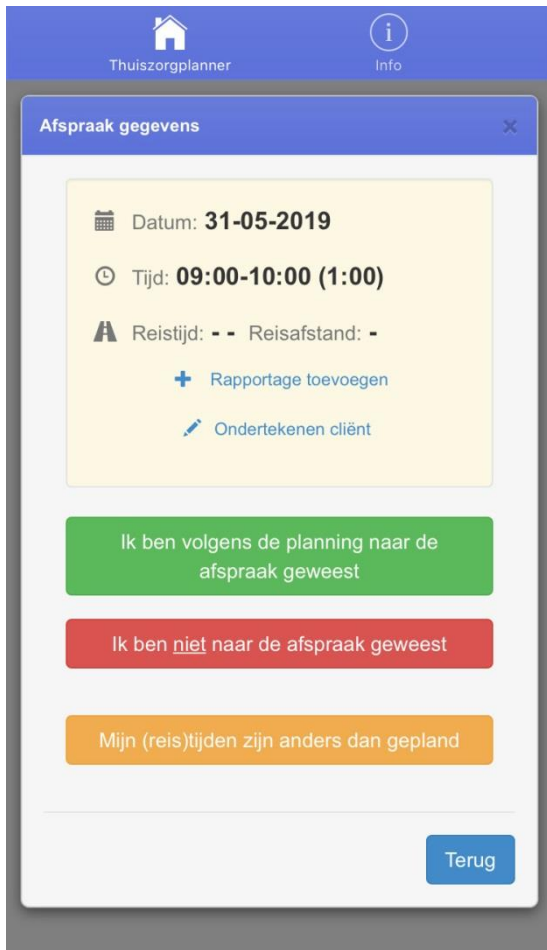 Thuiszorgplanner
i
Info
Afspraak gegevens
×
Datum: 31-05-2019
Tijd: 09:00-10:00 (1:00)
Reistijd: - - Reisafstand: -
+ Rapportage toevoegen
Ondertekenen cliënt
Ik ben volgens de planning naar de
afspraak geweest
Ik ben niet naar de afspraak geweest
Mijn (reis)tijden zijn anders dan gepland
Terug